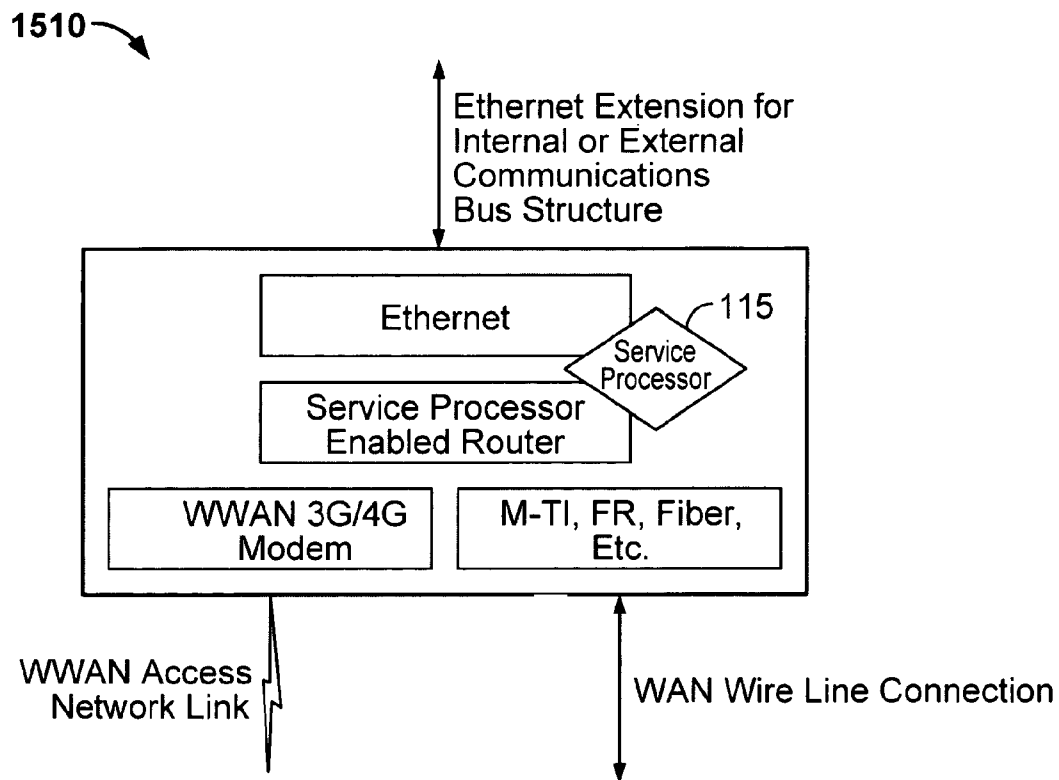 1510
Ethernet Extension for
Internal or External
Communications
Bus Structure
Ethernet
115
Service
Processor
Service Processor
Enabled Router
WWAN 3G/4G
Modem
M-TI, FR, Fiber,
Etc.
WWAN Access
Network Link
WAN Wire Line Connection